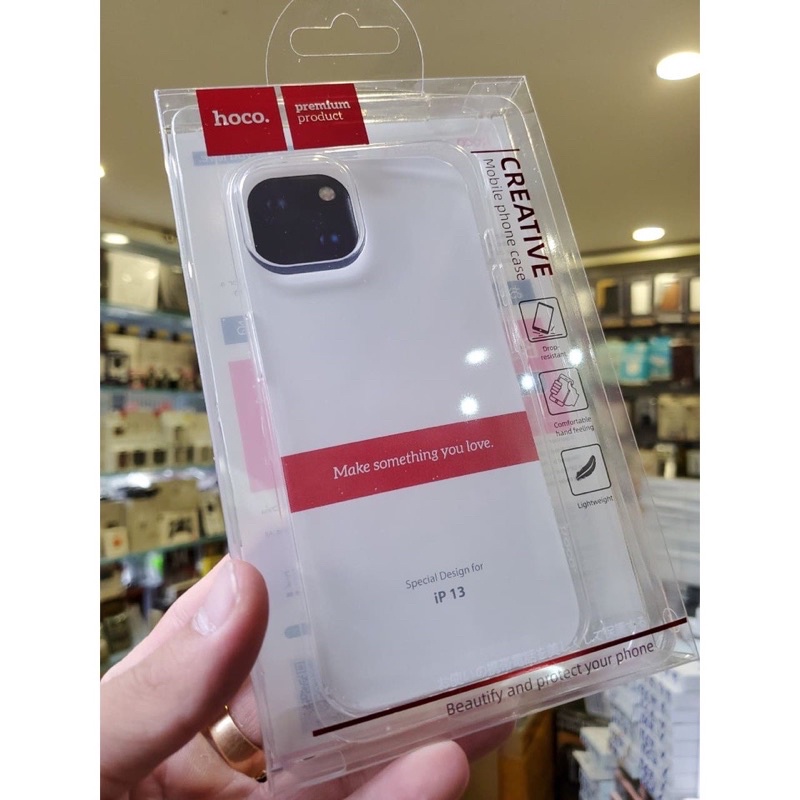 hoco.
premium
product
CREATIVE
Mobile phone case
Drop-
resistant
Comfortable
hand feeling
Lightweight
Make something you love.
Special Design for
iP 13
Beautify and protect your phone